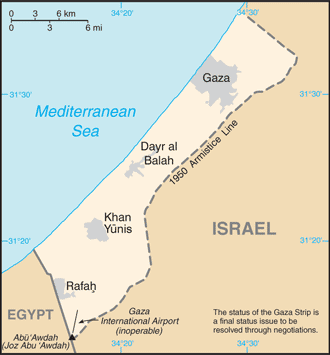 34°20'
34°30'
0 3 6 km
0 3 6 mi
Gaza
31°30'
31°30'
Mediterranean
Sea
Dayr al
Balah
1950 Armistice Line
Khan
Yūnis
ISRAEL
31°20'
31°20'
Rafaḩ
Gaza
International Airport
(inoperable)
EGYPT
Abū 'Awdah
(Joz Abu 'Awdah)
The status of the Gaza Strip is
a final status issue to be
resolved through negotiations.
34°20'
34°30'